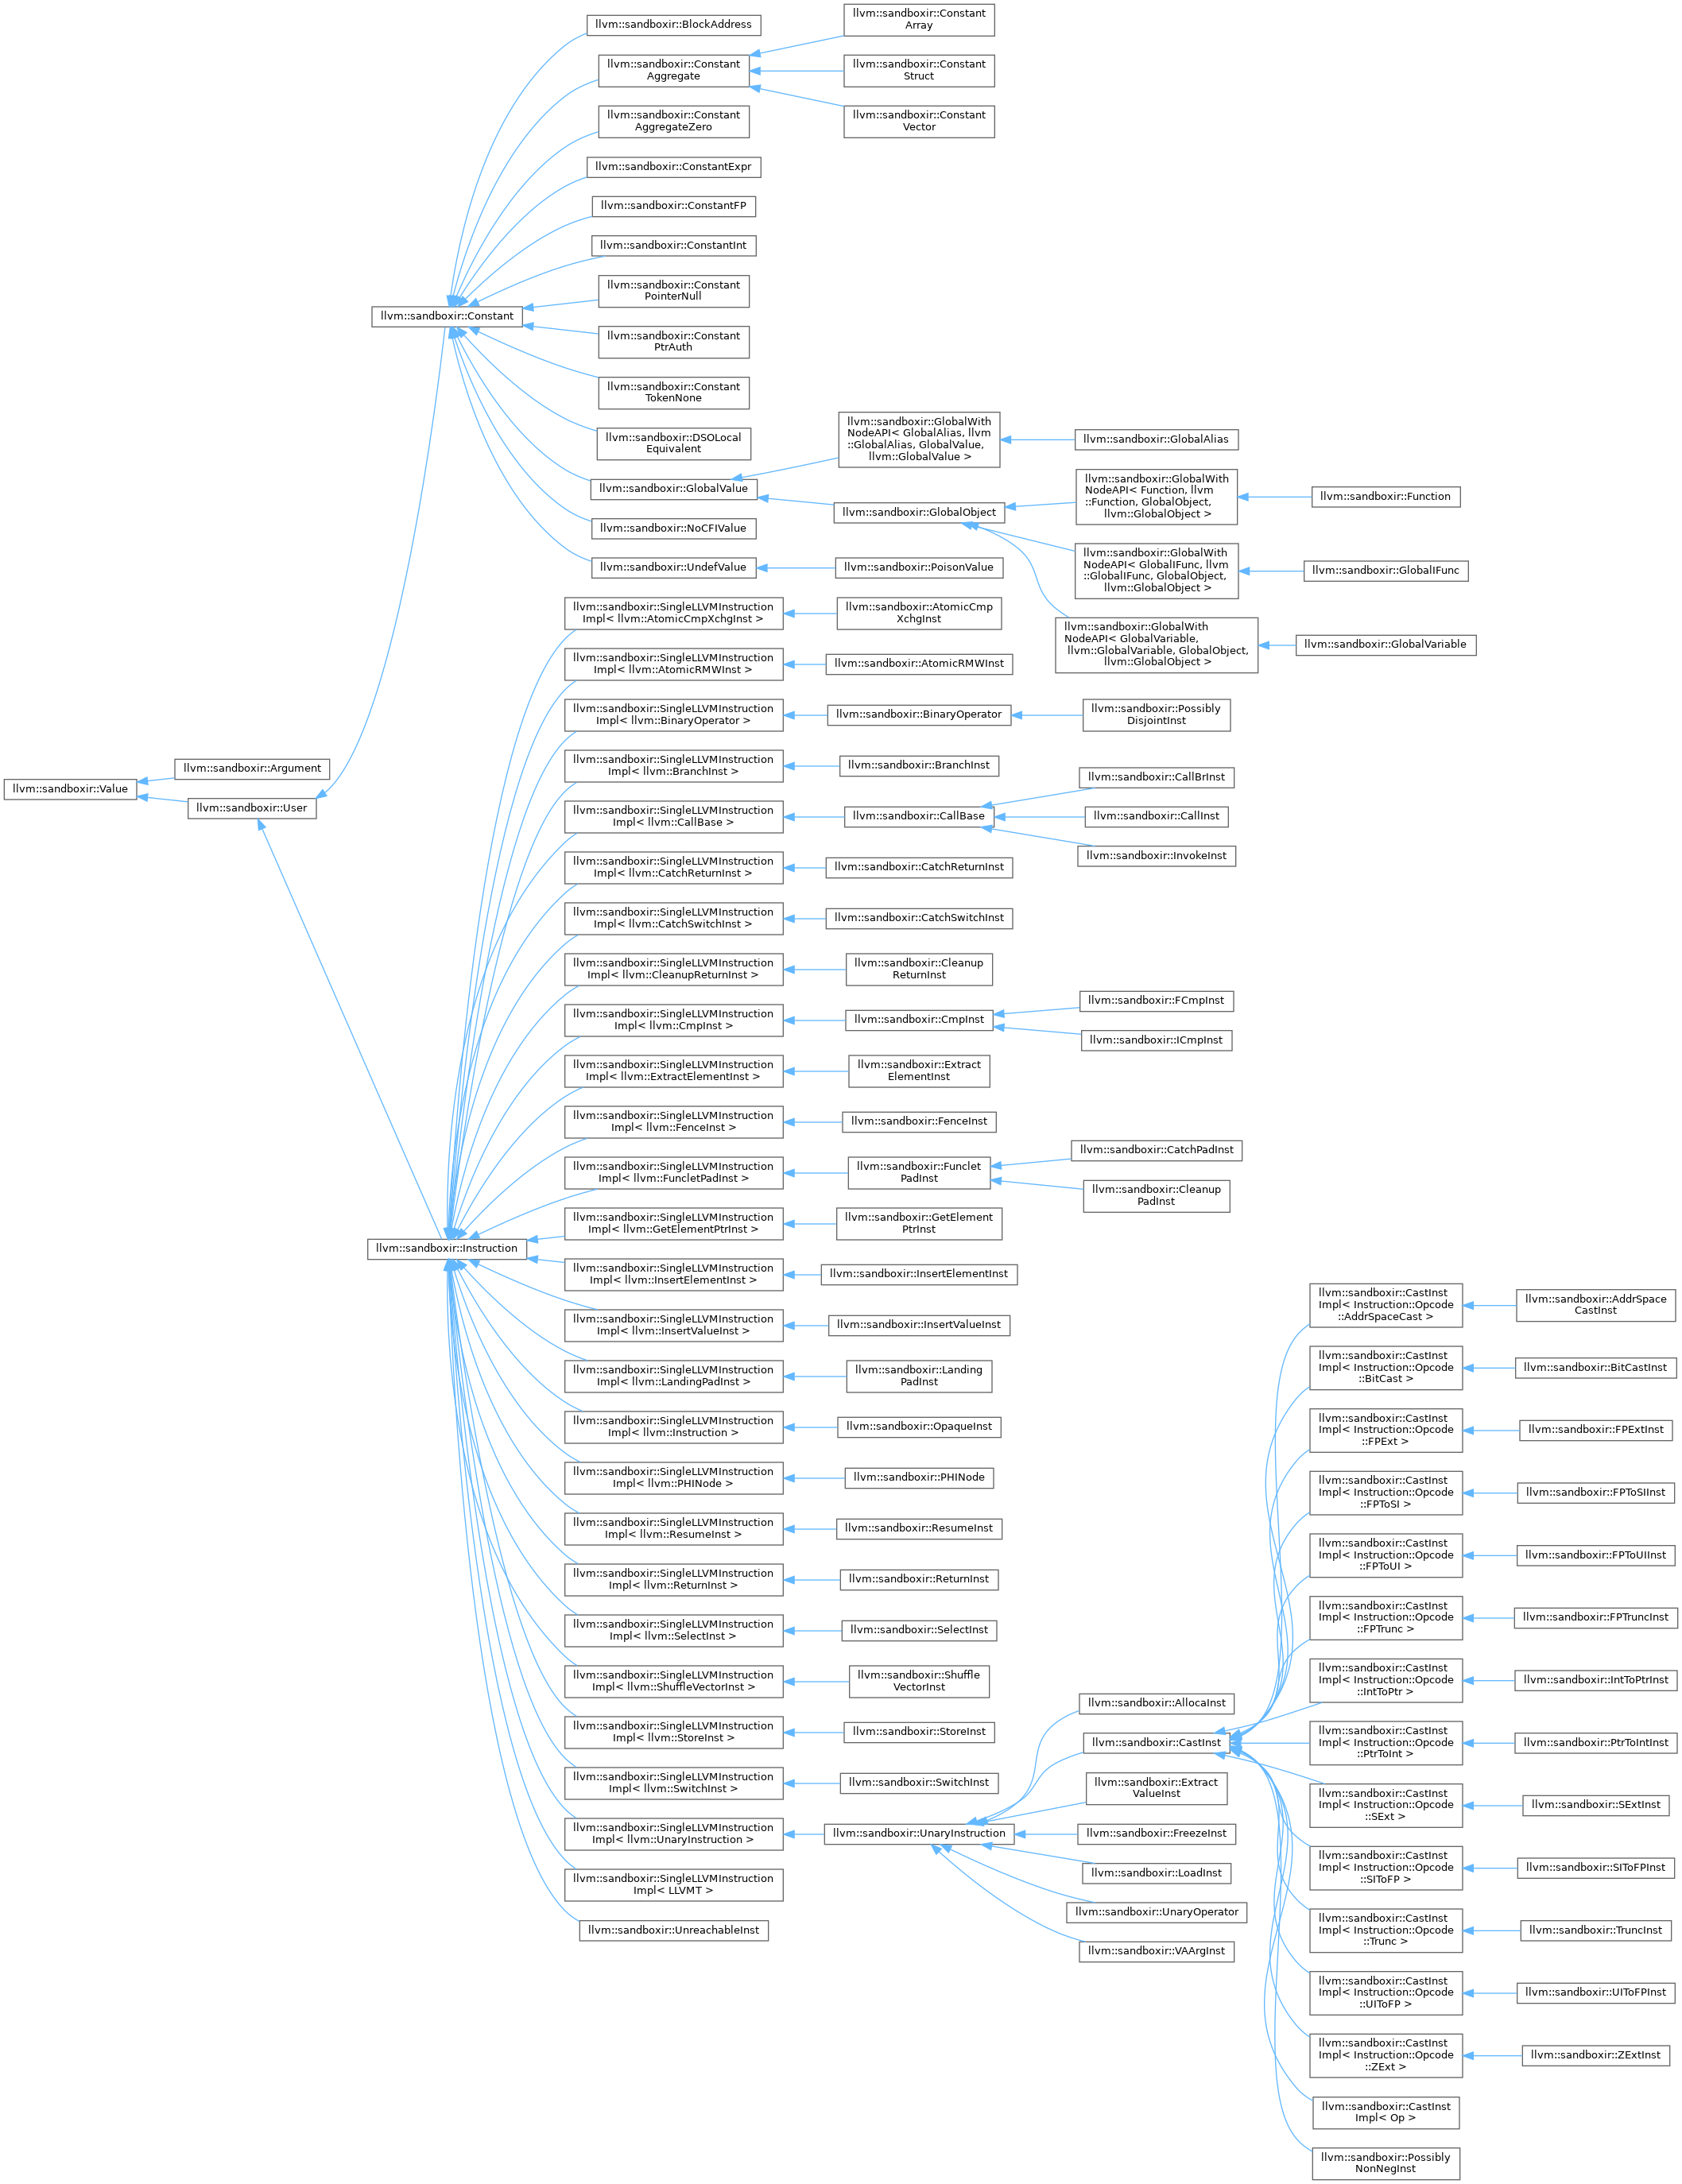 llvm::sandboxir::Value
llvm::sandboxir::Argument
llvm::sandboxir::User
llvm::sandboxir::Constant
llvm::sandboxir::BlockAddress
llvm::sandboxir::Constant
Aggregate
llvm::sandboxir::Constant
Array
llvm::sandboxir::Constant
Struct
llvm::sandboxir::Constant
Vector
llvm::sandboxir::Constant
AggregateZero
llvm::sandboxir::ConstantExpr
llvm::sandboxir::ConstantFP
llvm::sandboxir::ConstantInt
llvm::sandboxir::Constant
PointerNull
llvm::sandboxir::Constant
PtrAuth
llvm::sandboxir::Constant
TokenNone
llvm::sandboxir::DSOLocal
Equivalent
llvm::sandboxir::GlobalValue
llvm::sandboxir::GlobalWith
NodeAPI< GlobalAlias, llvm
::GlobalAlias, GlobalValue,
llvm::GlobalValue >
llvm::sandboxir::GlobalAlias
llvm::sandboxir::GlobalObject
llvm::sandboxir::GlobalWith
NodeAPI< Function, llvm
::Function, GlobalObject,
llvm::GlobalObject >
llvm::sandboxir::Function
llvm::sandboxir::GlobalWith
NodeAPI< GlobalIFunc, llvm
::GlobalIFunc, GlobalObject,
llvm::GlobalObject >
llvm::sandboxir::GlobalIFunc
llvm::sandboxir::GlobalWith
NodeAPI< GlobalVariable,
llvm::GlobalVariable, GlobalObject,
llvm::GlobalObject >
llvm::sandboxir::GlobalVariable
llvm::sandboxir::NoCFIValue
llvm::sandboxir::UndefValue
llvm::sandboxir::PoisonValue
llvm::sandboxir::Instruction
llvm::sandboxir::SingleLLVMInstruction
Impl< llvm::AtomicCmpXchgInst >
llvm::sandboxir::AtomicCmp
XchgInst
llvm::sandboxir::SingleLLVMInstruction
Impl< llvm::AtomicRMWInst >
llvm::sandboxir::AtomicRMWInst
llvm::sandboxir::SingleLLVMInstruction
Impl< llvm::BinaryOperator >
llvm::sandboxir::BinaryOperator
llvm::sandboxir::Possibly
DisjointInst
llvm::sandboxir::SingleLLVMInstruction
Impl< llvm::BranchInst >
llvm::sandboxir::BranchInst
llvm::sandboxir::SingleLLVMInstruction
Impl< llvm::CallBase >
llvm::sandboxir::CallBase
llvm::sandboxir::CallBrInst
llvm::sandboxir::CallInst
llvm::sandboxir::InvokeInst
llvm::sandboxir::SingleLLVMInstruction
Impl< llvm::CatchReturnInst >
llvm::sandboxir::CatchReturnInst
llvm::sandboxir::SingleLLVMInstruction
Impl< llvm::CatchSwitchInst >
llvm::sandboxir::CatchSwitchInst
llvm::sandboxir::SingleLLVMInstruction
Impl< llvm::CleanupReturnInst >
llvm::sandboxir::Cleanup
ReturnInst
llvm::sandboxir::SingleLLVMInstruction
Impl< llvm::CmpInst >
llvm::sandboxir::CmpInst
llvm::sandboxir::FCmpInst
llvm::sandboxir::ICmpInst
llvm::sandboxir::SingleLLVMInstruction
Impl< llvm::ExtractElementInst >
llvm::sandboxir::Extract
ElementInst
llvm::sandboxir::SingleLLVMInstruction
Impl< llvm::FenceInst >
llvm::sandboxir::FenceInst
llvm::sandboxir::SingleLLVMInstruction
Impl< llvm::FuncletPadInst >
llvm::sandboxir::Funclet
PadInst
llvm::sandboxir::CatchPadInst
llvm::sandboxir::Cleanup
PadInst
llvm::sandboxir::SingleLLVMInstruction
Impl< llvm::GetElementPtrInst >
llvm::sandboxir::GetElement
PtrInst
llvm::sandboxir::SingleLLVMInstruction
Impl< llvm::InsertElementInst >
llvm::sandboxir::InsertElementInst
llvm::sandboxir::SingleLLVMInstruction
Impl< llvm::InsertValueInst >
llvm::sandboxir::InsertValueInst
llvm::sandboxir::SingleLLVMInstruction
Impl< llvm::LandingPadInst >
llvm::sandboxir::Landing
PadInst
llvm::sandboxir::SingleLLVMInstruction
Impl< llvm::Instruction >
llvm::sandboxir::OpaqueInst
llvm::sandboxir::SingleLLVMInstruction
Impl< llvm::PHINode >
llvm::sandboxir::PHINode
llvm::sandboxir::SingleLLVMInstruction
Impl< llvm::ResumeInst >
llvm::sandboxir::ResumeInst
llvm::sandboxir::SingleLLVMInstruction
Impl< llvm::ReturnInst >
llvm::sandboxir::ReturnInst
llvm::sandboxir::SingleLLVMInstruction
Impl< llvm::SelectInst >
llvm::sandboxir::SelectInst
llvm::sandboxir::SingleLLVMInstruction
Impl< llvm::ShuffleVectorInst >
llvm::sandboxir::Shuffle
VectorInst
llvm::sandboxir::SingleLLVMInstruction
Impl< llvm::StoreInst >
llvm::sandboxir::StoreInst
llvm::sandboxir::SingleLLVMInstruction
Impl< llvm::SwitchInst >
llvm::sandboxir::SwitchInst
llvm::sandboxir::SingleLLVMInstruction
Impl< llvm::UnaryInstruction >
llvm::sandboxir::UnaryInstruction
llvm::sandboxir::AllocaInst
llvm::sandboxir::CastInst
llvm::sandboxir::CastInst
Impl< Instruction::Opcode
::AddrSpaceCast >
llvm::sandboxir::AddrSpace
CastInst
llvm::sandboxir::CastInst
Impl< Instruction::Opcode
::BitCast >
llvm::sandboxir::BitCastInst
llvm::sandboxir::CastInst
Impl< Instruction::Opcode
::FPExt >
llvm::sandboxir::FPExtInst
llvm::sandboxir::CastInst
Impl< Instruction::Opcode
::FPToSI >
llvm::sandboxir::FPToSIInst
llvm::sandboxir::CastInst
Impl< Instruction::Opcode
::FPToUI >
llvm::sandboxir::FPToUIInst
llvm::sandboxir::CastInst
Impl< Instruction::Opcode
::FPTrunc >
llvm::sandboxir::FPTruncInst
llvm::sandboxir::CastInst
Impl< Instruction::Opcode
::IntToPtr >
llvm::sandboxir::IntToPtrInst
llvm::sandboxir::CastInst
Impl< Instruction::Opcode
::PtrToInt >
llvm::sandboxir::PtrToIntInst
llvm::sandboxir::CastInst
Impl< Instruction::Opcode
::SExt >
llvm::sandboxir::SExtInst
llvm::sandboxir::CastInst
Impl< Instruction::Opcode
::SIToFP >
llvm::sandboxir::SIToFPInst
llvm::sandboxir::CastInst
Impl< Instruction::Opcode
::Trunc >
llvm::sandboxir::TruncInst
llvm::sandboxir::CastInst
Impl< Instruction::Opcode
::UIToFP >
llvm::sandboxir::UIToFPInst
llvm::sandboxir::CastInst
Impl< Instruction::Opcode
::ZExt >
llvm::sandboxir::ZExtInst
llvm::sandboxir::CastInst
Impl< Op >
llvm::sandboxir::Possibly
NonNegInst
llvm::sandboxir::Extract
ValueInst
llvm::sandboxir::FreezeInst
llvm::sandboxir::LoadInst
llvm::sandboxir::UnaryOperator
llvm::sandboxir::VAArgInst
llvm::sandboxir::SingleLLVMInstruction
Impl< LLVMT >
llvm::sandboxir::UnreachableInst